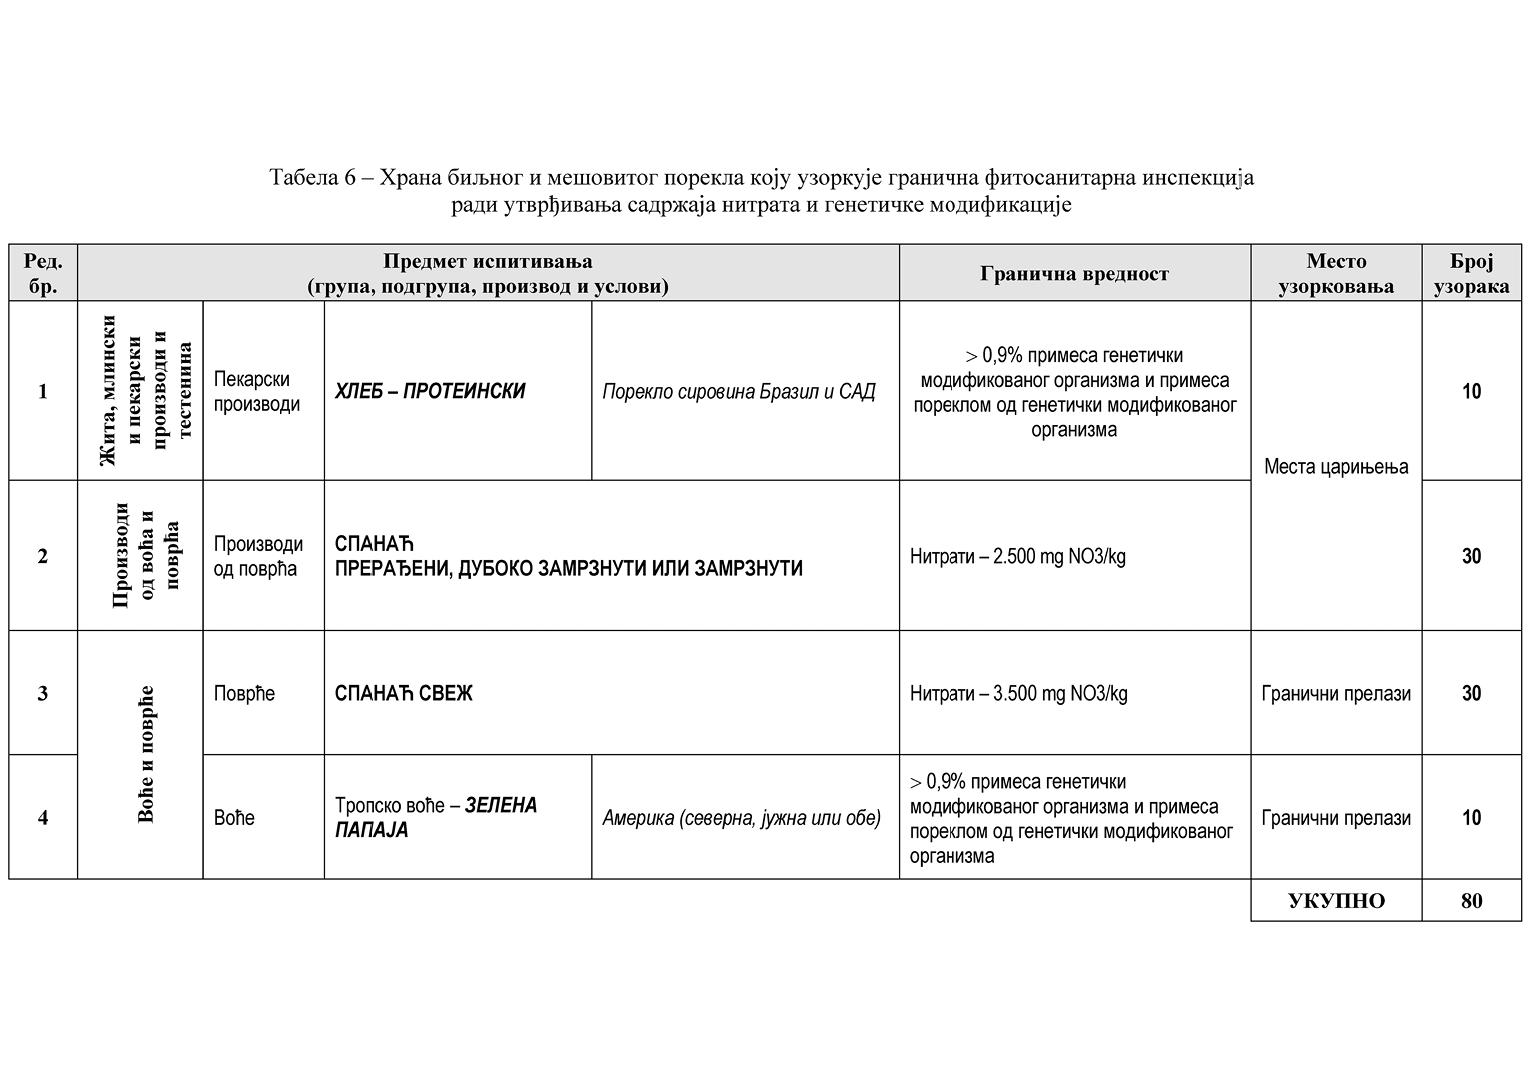 Табела 6 – Храна биљног и мешовитог порекла коју узоркује гранична фитосанитарна инспекција
ради утврђивања садржаја нитрата и генетичке модификације
Ред.
бр.
Предмет испитивања
(група, подгрупа, производ и услови)
Гранична вредност
Место
узорковања
Број
узорака
1
Жита, млински
и пекарски
производи и
тестенина
Пекарски
производи
ХЛЕБ – ПРОТЕИНСКИ
Порекло сировина Бразил и САД
> 0,9% примеса генетички
модификованог организма и примеса
пореклом од генетички модификованог
организма
Места царињења
10
2
Производи
од воћа и
поврћа
Производи
од поврћа
СПАНАЋ
ПРЕРАЂЕНИ, ДУБОКО ЗАМРЗНУТИ ИЛИ ЗАМРЗНУТИ
Нитрати – 2.500 mg NO3/kg
30
3
Воће и поврће
Поврће
СПАНАЋ СВЕЖ
Нитрати – 3.500 mg NO3/kg
Гранични прелази
30
4
Воће
Тропско воће – ЗЕЛЕНА
ПАПАЈА
Америка (северна, јужна или обе)
> 0,9% примеса генетички
модификованог организма и примеса
пореклом од генетички модификованог
организма
Гранични прелази
10
УКУПНО
80